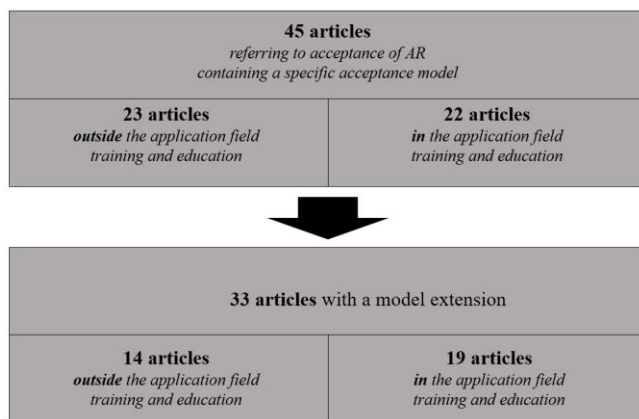 45 articles
referring to acceptance of AR
containing a specific acceptance model
23 articles
outside the application field
training and education
22 articles
in the application field
training and education
33 articles with a model extension
14 articles
outside the application field
training and education
19 articles
in the application field
training and education